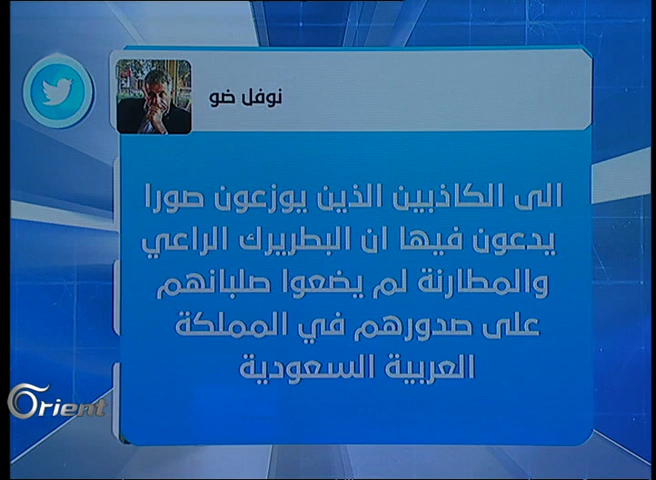 نوفل ضو
الى الكاذبين الذين يوزعون صورا
يدعون فيها ان البطريرك الراعي
والمطارنة لم يضعوا صلبانهم
على صدورهم في المملكة
العربية السعودية
Orient